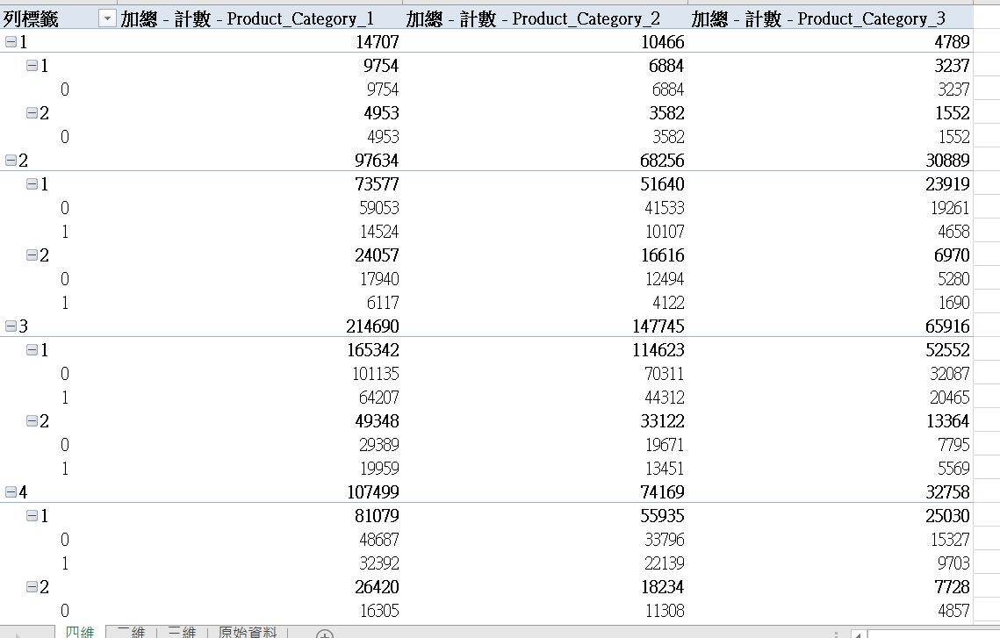 列標籤 加總 - 計數 - Product_Category_1 加總 - 計數 - Product_Category_2 加總 - 計數 - Product_Category_3
1 14707 10466 4789
1 9754 6884 3237
0 9754 6884 3237
2 4953 3582 1552
0 4953 3582 1552
2 97634 68256 30889
1 73577 51640 23919
0 59053 41533 19261
1 14524 10107 4658
2 24057 16616 6970
0 17940 12494 5280
1 6117 4122 1690
3 214690 147745 65916
1 165342 114623 52552
0 101135 70311 32087
1 64207 44312 20465
2 49348 33122 13364
0 29389 19671 7795
1 19959 13451 5569
4 107499 74169 32758
1 81079 55935 25030
0 48687 33796 15327
1 32392 22139 9703
2 26420 18234 7728
0 16305 11308 4857
四維 二維 三維 原始資料